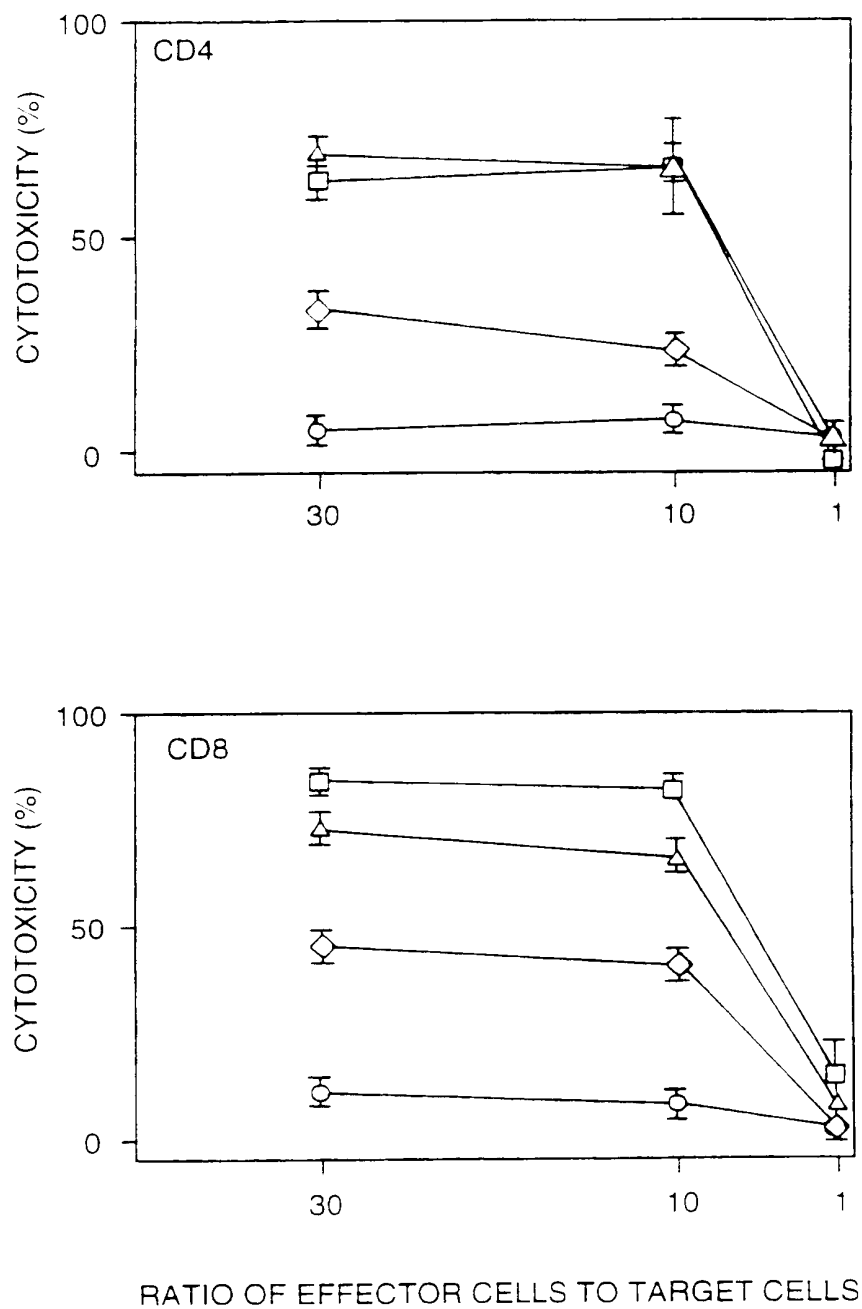 CD4
100
50
0
CYTOTOXICITY (%)
30 10 1
CD8
100
50
0
CYTOTOXICITY (%)
30 10 1
RATIO OF EFFECTOR CELLS TO TARGET CELLS